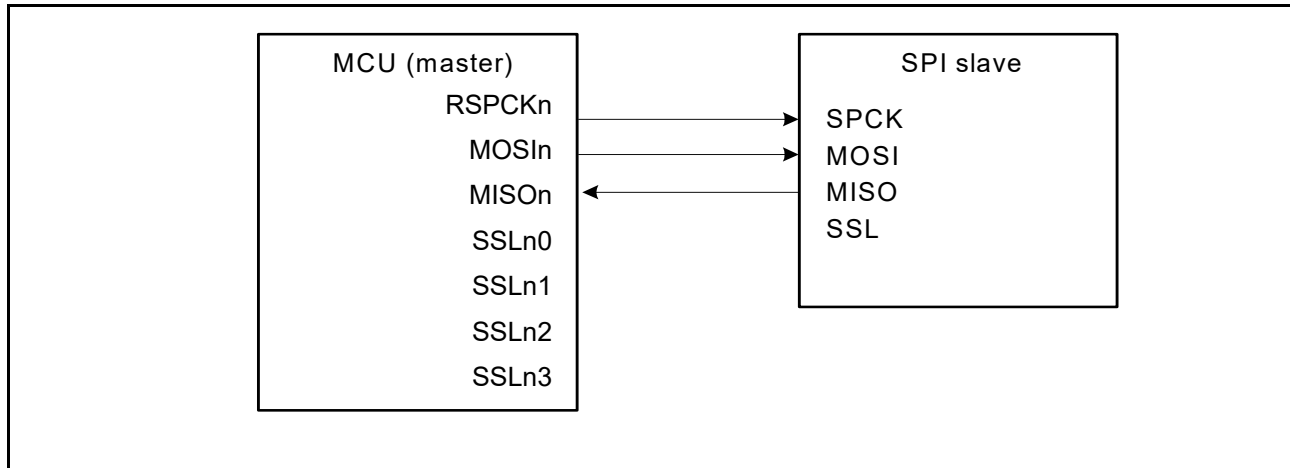 MCU (master)
RSPCKn
MOSIn
MISOn
SSLn0
SSLn1
SSLn2
SSLn3
SPI slave
SPCK
MOSI
MISO
SSL